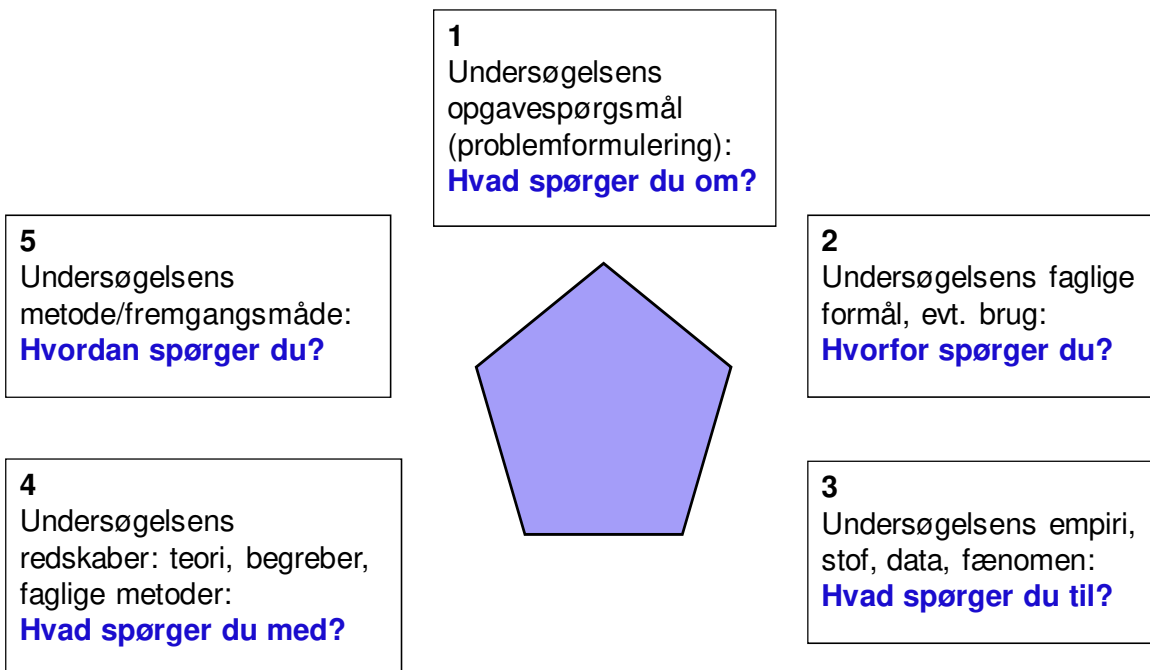 1
Undersøgelsens
opgavespørgsmål
(problemformulering):
Hvad spørger du om?
2
Undersøgelsens faglige
formål, evt. brug:
Hvorfor spørger du?
3
Undersøgelsens empiri,
stof, data, fænomen:
Hvad spørger du til?
4
Undersøgelsens
redskaber: teori, begreber,
faglige metoder:
Hvad spørger du med?
5
Undersøgelsens
metode/fremgangsmåde:
Hvordan spørger du?